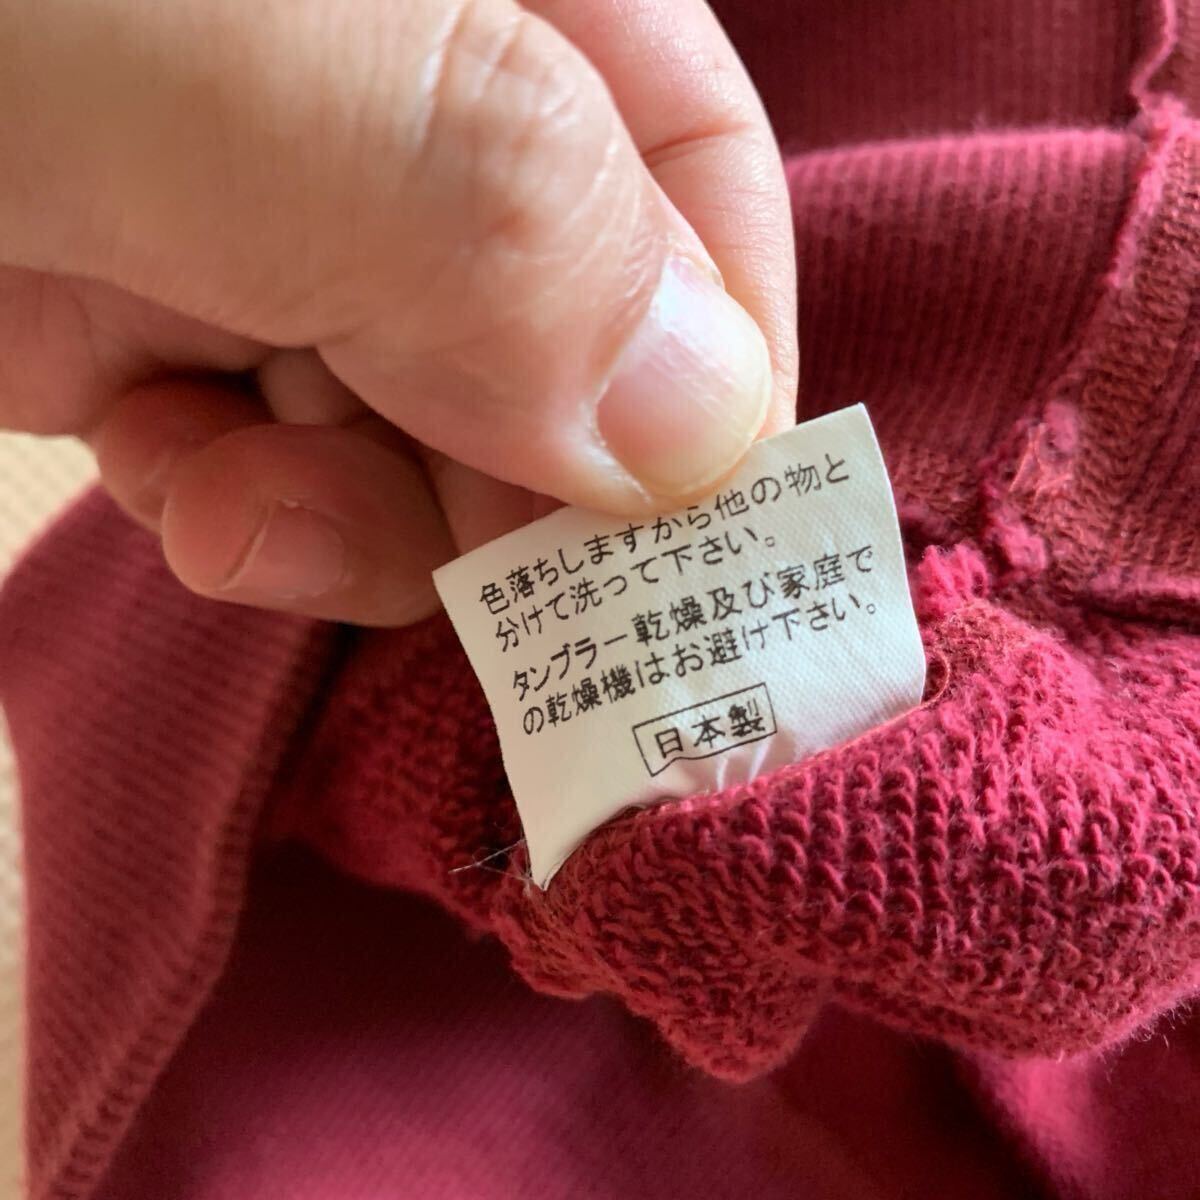 色落ちしますから他の物と
分けて洗って下さい。
タンブラー乾燥及び家庭で
の乾燥機はお避け下さい。
日本製